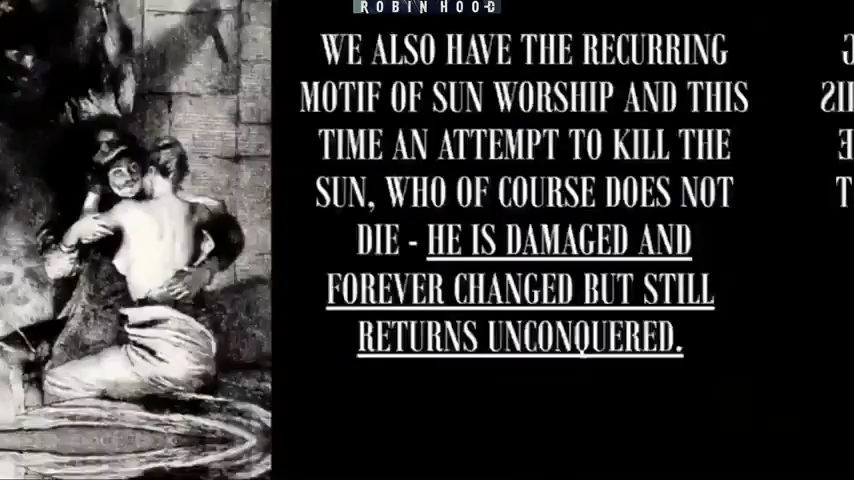 ROBIN HOOD
WE ALSO HAVE THE RECURRING
MOTIF OF SUN WORSHIP AND THIS
TIME AN ATTEMPT TO KILL THE
SUN, WHO OF COURSE DOES NOT
DIE - HE IS DAMAGED AND
FOREVER CHANGED BUT STILL
RETURNS UNCONQUERED.